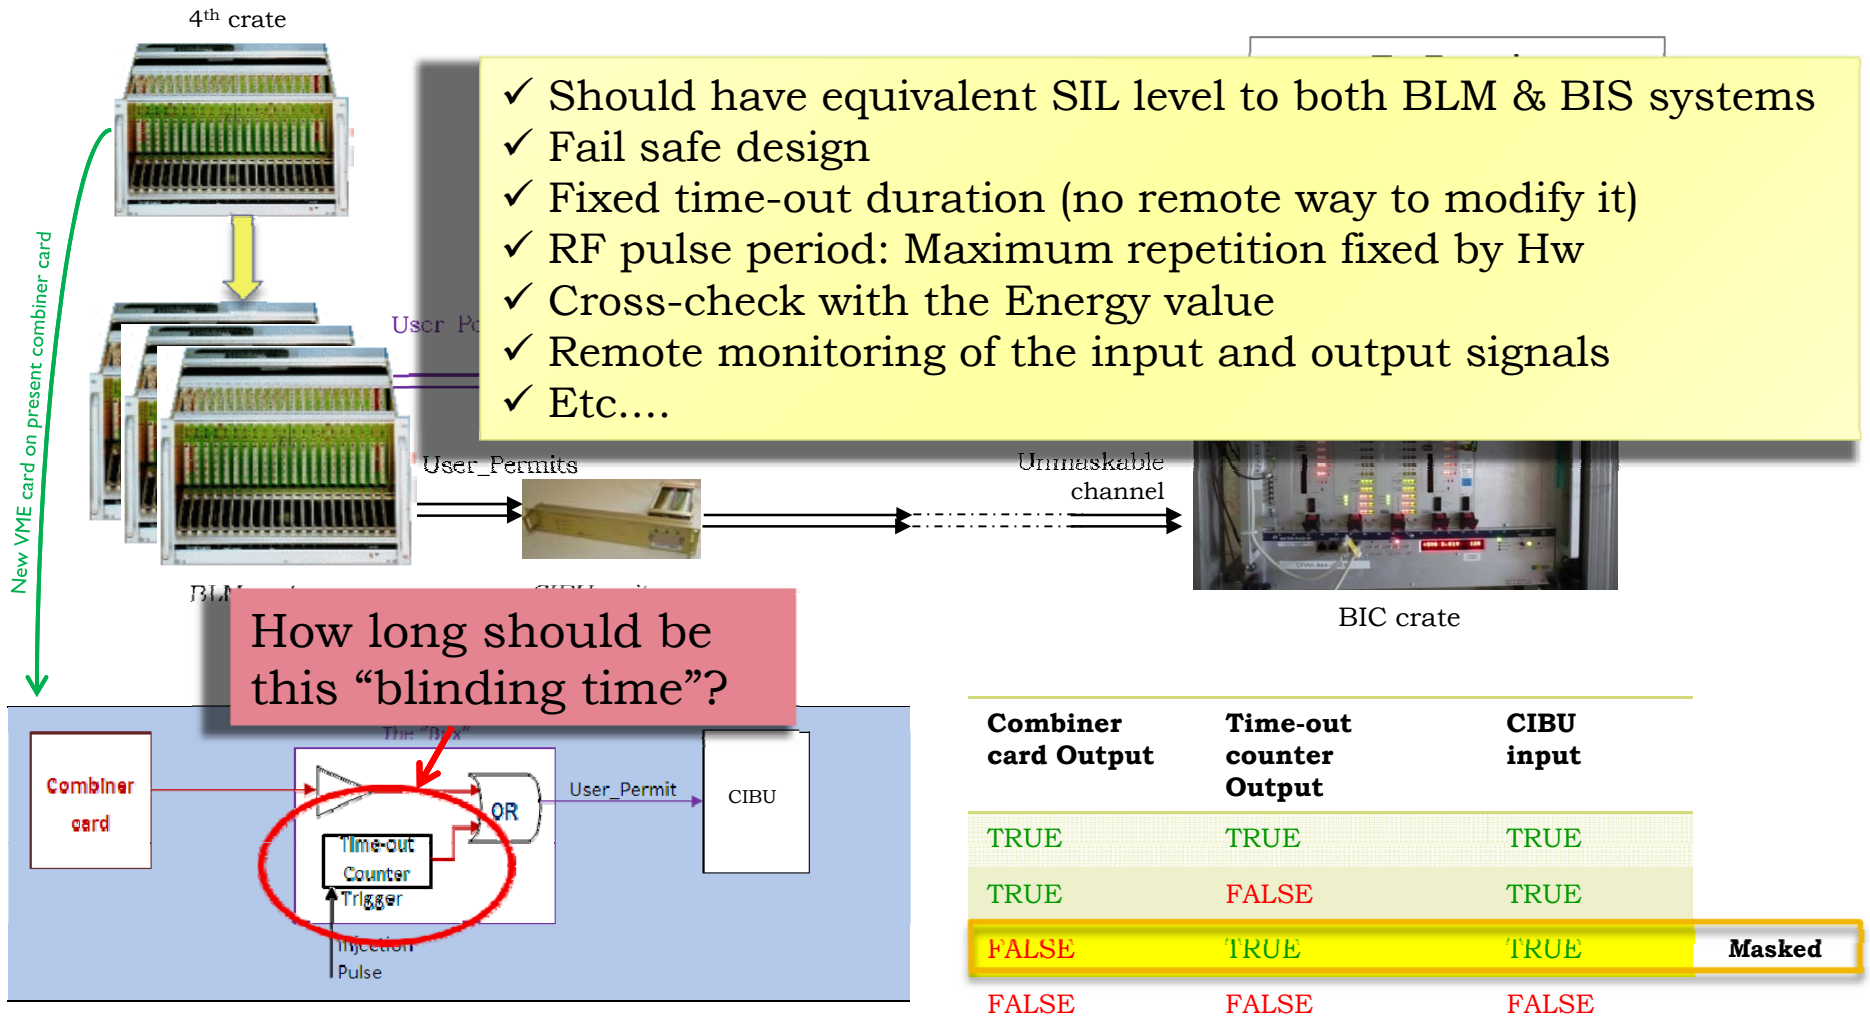 4th crate
✓ Should have equivalent SIL level to both BLM & BIS systems
✓ Fail safe design
✓ Fixed time-out duration (no remote way to modify it)
✓ RF pulse period: Maximum repetition fixed by Hw
✓ Cross-check with the Energy value
✓ Remote monitoring of the input and output signals
✓ Etc....
New VME card on present combiner card
User_Permits
Unmaskable
channel
BIC crate
How long should be
this “blinding time”?
The “Box”
Combiner
card
OR
User_Permit
CIBU
Time-out
Counter
Trigger
Injection
Pulse
Combiner card Output
Time-out counter Output
CIBU input
TRUE TRUE TRUE
TRUE FALSE TRUE
FALSE TRUE TRUE Masked
FALSE FALSE FALSE